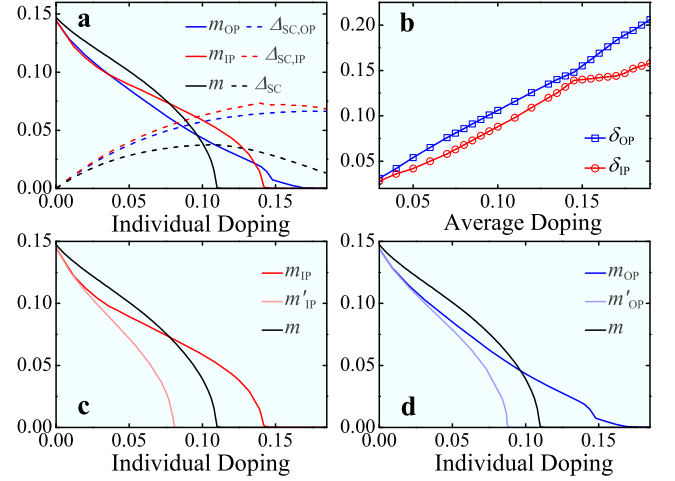 a
m_OP Δ_SC,OP
m_IP Δ_SC,IP
m Δ_SC
0.15
0.10
0.05
0.00
0.00 0.05 0.10 0.15
Individual Doping
b
0.20
0.15
0.10
0.05
δ_OP
δ_IP
0.05 0.10 0.15
Average Doping
0.15
0.10
0.05
0.00
m_IP
m′_IP
m
c
0.00 0.05 0.10 0.15
Individual Doping
0.15
0.10
0.05
0.00
m_OP
m′_OP
m
d
0.00 0.05 0.10 0.15
Individual Doping